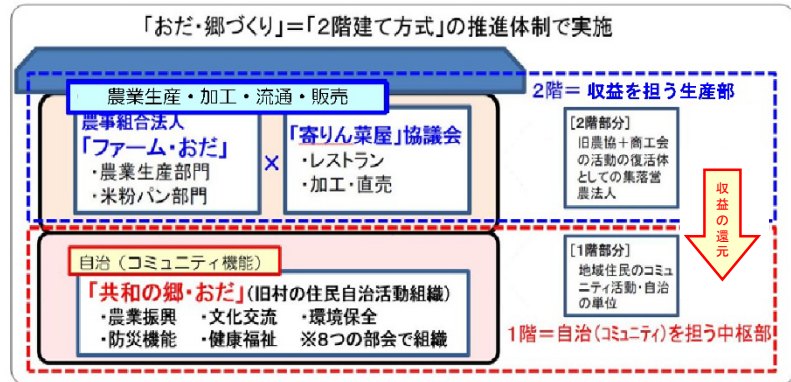 「おだ・郷づくり」＝「2階建て方式」の推進体制で実施
農業生産・加工・流通・販売
2階＝ 収益を担う生産部
農事組合法人
「ファーム・おだ」
・農業生産部門
・米粉パン部門
×
「寄りん菜屋」協議会
・レストラン
・加工・直売
［2階部分］
旧農協＋商工会
の活動の復活体
としての集落営
農法人
収益の還元
自治（コミュニティ機能）
「共和の郷・おだ」（旧村の住民自治活動組織）
・農業振興 ・文化交流 ・環境保全
・防災機能 ・健康福祉 ※8つの部会で組織
［1階部分］
地域住民のコミュ
ニティ活動・自治
の単位
1階＝自治（コミュニティ）を担う中枢部